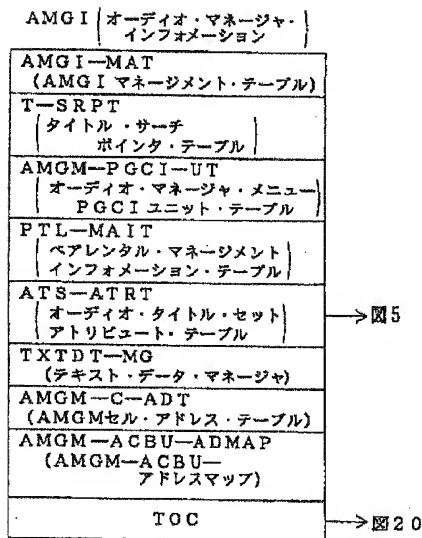 AMGI(オーディオ・マネージャ・
インフォメーション)
AMGI—MAT
(AMGI マネージメント・テーブル)
T—SRPT
(タイトル・サーチ
ポインタ・テーブル)
AMGM—PGCI—UT
(オーディオ・マネージャ・メニュー
PGCI ユニット・テーブル)
PTL—MAIT
(ペアレンタル・マネージメント
インフォメーション・テーブル)
ATS—ATRT
(オーディオ・タイトル・セット
アトリビュート・テーブル)
→図5
TXTDT—MG
(テキスト・データ・マネージャ)
AMGM—C—ADT
(AMGMセル・アドレス・テーブル)
AMGM—ACBU—ADMAP
(AMGM—ACBU—
アドレスマップ)
TOC
→図20